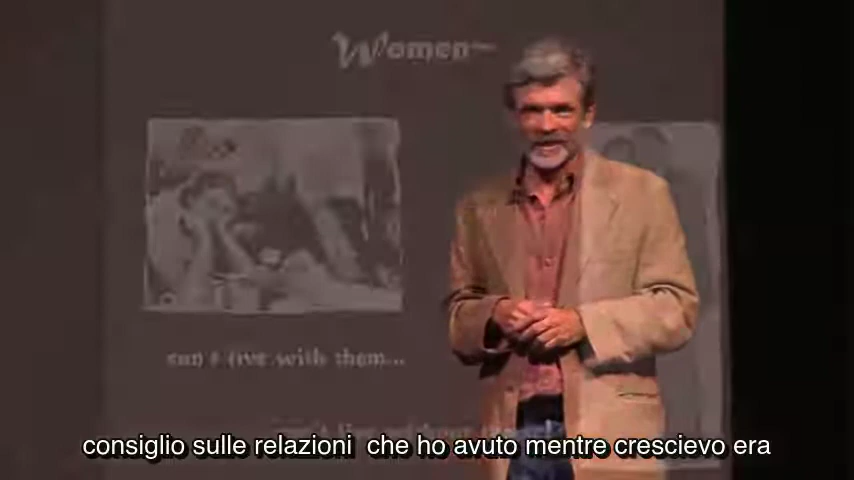 Women
can't live with them...
consiglio sulle relazioni che ho avuto mentre crescievo era